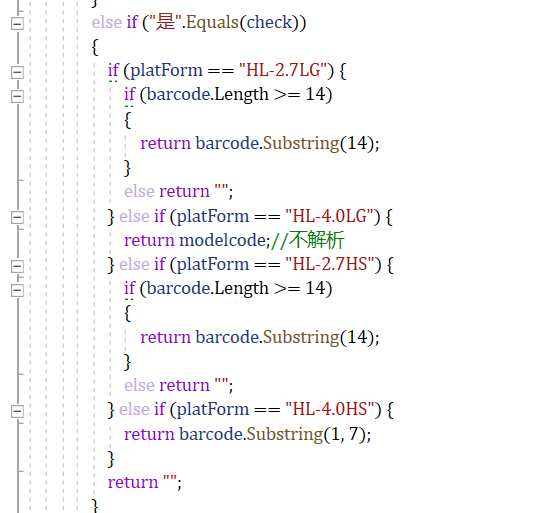 }
else if ("是".Equals(check))
{
if (platForm == "HL-2.7LG") {
if (barcode.Length >= 14)
{
return barcode.Substring(14);
}
else return "";
} else if (platForm == "HL-4.0LG") {
return modelcode;//不解析
} else if (platForm == "HL-2.7HS") {
if (barcode.Length >= 14)
{
return barcode.Substring(14);
}
else return "";
} else if (platForm == "HL-4.0HS") {
return barcode.Substring(1, 7);
}
return "";
}